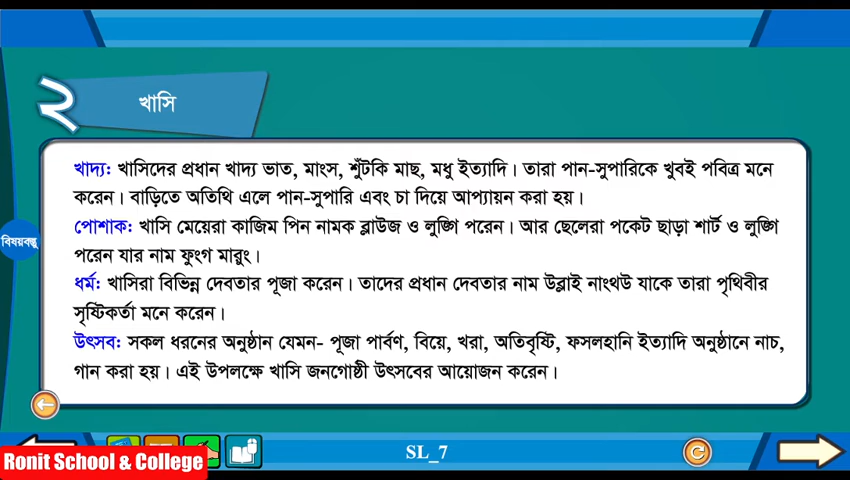 ২
খাসি
খাদ্য: খাসিদের প্রধান খাদ্য ভাত, মাংস, শুঁটকি মাছ, মধু ইত্যাদি। তারা পান-সুপারিকে খুবই পবিত্র মনে
করেন। বাড়িতে অতিথি এলে পান-সুপারি এবং চা দিয়ে আপ্যায়ন করা হয়।
পোশাক: খাসি মেয়েরা কাজিম পিন নামক ব্লাউজ ও লুঙ্গি পরেন। আর ছেলেরা পকেট ছাড়া শার্ট ও লুঙ্গি
পরেন যার নাম ফুংগ মারুং।
ধর্ম: খাসিরা বিভিন্ন দেবতার পূজা করেন। তাদের প্রধান দেবতার নাম উব্লাই নাংথউ যাকে তারা পৃথিবীর
সৃষ্টিকর্তা মনে করেন।
উৎসব: সকল ধরনের অনুষ্ঠান যেমন- পূজা পার্বণ, বিয়ে, খরা, অতিবৃষ্টি, ফসলহানি ইত্যাদি অনুষ্ঠানে নাচ,
গান করা হয়। এই উপলক্ষে খাসি জনগোষ্ঠী উৎসবের আয়োজন করেন।
বিষয়বস্তু
SL_7
Ronit School & College